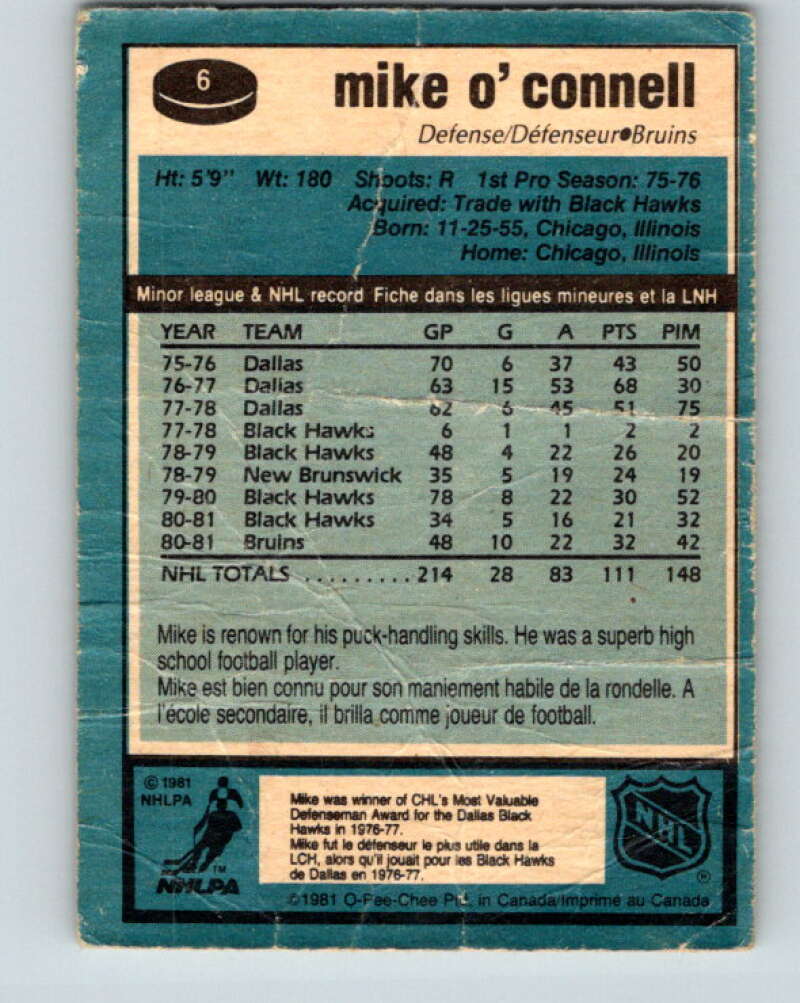 6
mike o' connell
Defense/Défenseur●Bruins
Ht: 5'9" Wt: 180 Shoots: R 1st Pro Season: 75-76
Acquired: Trade with Black Hawks
Born: 11-25-55, Chicago, Illinois
Home: Chicago, Illinois
Minor league & NHL record Fiche dans les ligues mineures et la LNH
YEAR TEAM GP G A PTS PIM
75-76 Dallas 70 6 37 43 50
76-77 Dallas 63 15 53 68 30
77-78 Dallas 62 6 45 51 75
77-78 Black Hawks 6 1 1 2 2
78-79 Black Hawks 48 4 22 26 20
78-79 New Brunswick 35 5 19 24 19
79-80 Black Hawks 78 8 22 30 52
80-81 Black Hawks 34 5 16 21 32
80-81 Bruins 48 10 22 32 42
NHL TOTALS ......... 214 28 83 111 148
Mike is renown for his puck-handling skills. He was a superb high
school football player.
Mike est bien connu pour son maniement habile de la rondelle. A
l'école secondaire, il brilla comme joueur de football.
© 1981
NHLPA
TM
NHLPA
Mike was winner of CHL's Most Valuable
Defenseman Award for the Dallas Black
Hawks in 1976-77.
Mike fut le défenseur le plus utile dans la
LCH, alors qu'il jouait pour les Black Hawks
de Dallas en 1976-77.
NHL
®
©1981 O-Pee-Chee Ptd. in Canada/Imprimé au Canada